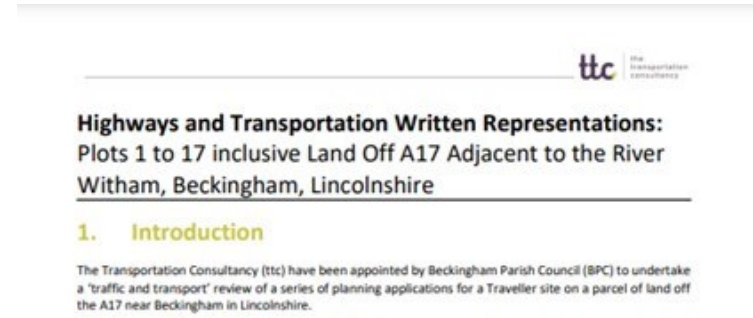 ttc
the
transportation
consultancy
Highways and Transportation Written Representations:
Plots 1 to 17 inclusive Land Off A17 Adjacent to the River
Witham, Beckingham, Lincolnshire
1. Introduction
The Transportation Consultancy (ttc) have been appointed by Beckingham Parish Council (BPC) to undertake
a 'traffic and transport' review of a series of planning applications for a Traveller site on a parcel of land off
the A17 near Beckingham in Lincolnshire.